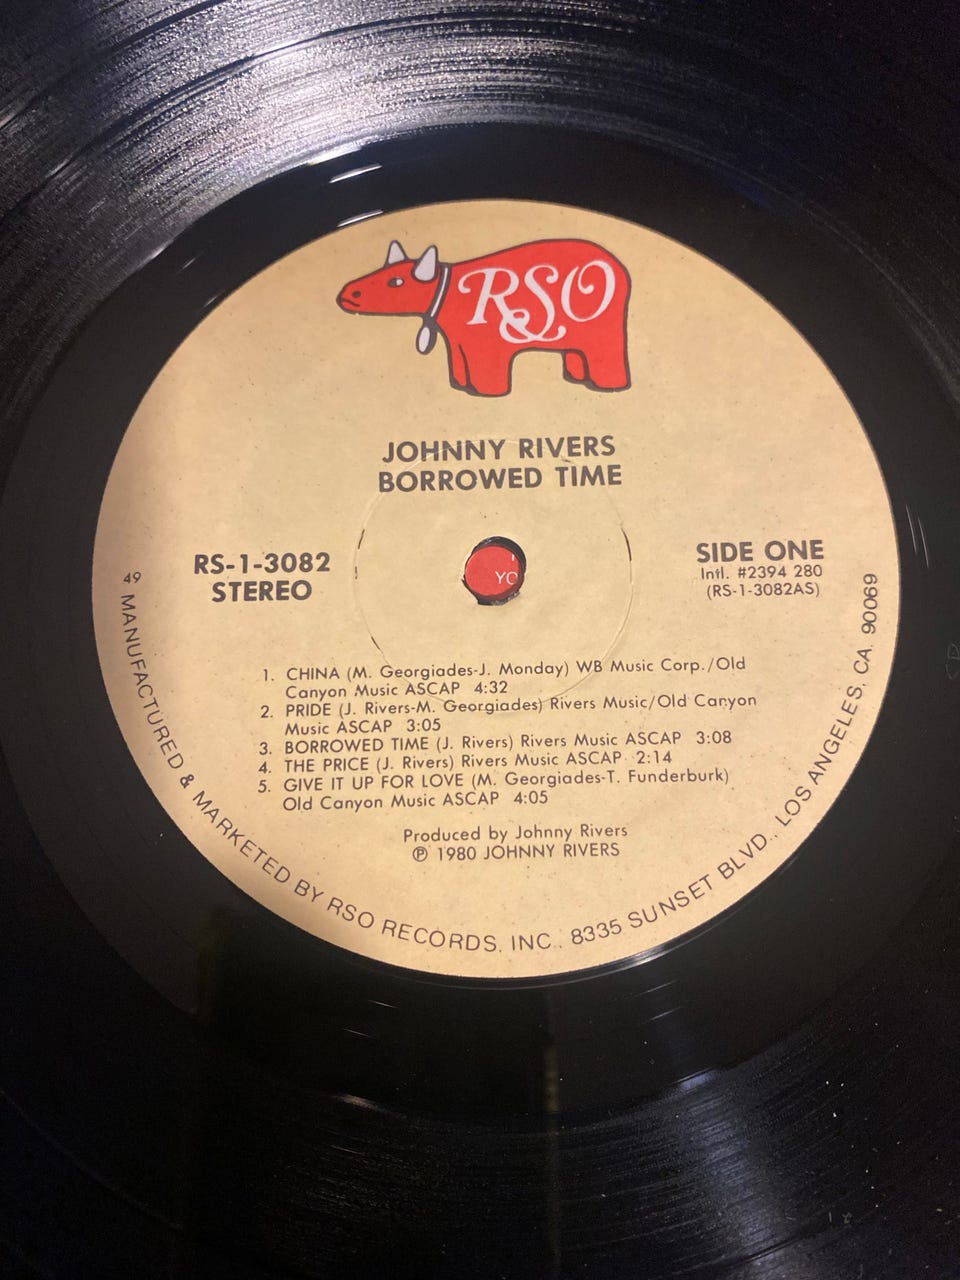 RSO
JOHNNY RIVERS
BORROWED TIME
RS-1-3082
STEREO
SIDE ONE
Intl. #2394 280
(RS-1-3082AS)
YO
1. CHINA (M. Georgiades-J. Monday) WB Music Corp./Old
Canyon Music ASCAP 4:32
2. PRIDE (J. Rivers-M. Georgiades) Rivers Music/Old Canyon
Music ASCAP 3:05
3. BORROWED TIME (J. Rivers) Rivers Music ASCAP 3:08
4. THE PRICE (J. Rivers) Rivers Music ASCAP 2:14
5. GIVE IT UP FOR LOVE (M. Georgiades-T. Funderburk)
Old Canyon Music ASCAP 4:05
Produced by Johnny Rivers
℗ 1980 JOHNNY RIVERS
49 MANUFACTURED & MARKETED BY RSO RECORDS, INC., 8335 SUNSET BLVD., LOS ANGELES, CA. 90069